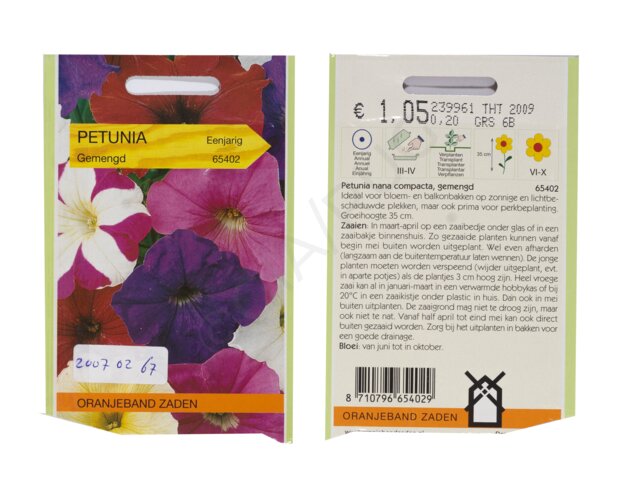 PETUNIA
Eenjarig
Gemengd
65402
2007 02 67
ORANJEBAND ZADEN
€ 1,05 239961 THT 2009
0,20 GRS 6B
Eenjarig
Annual
Annuel
Einjährig
III-IV
Verplanten
Transplant
Transplanter
Verpflanzen
35 cm
VI-X
Petunia nana compacta, gemengd 65402
Ideaal voor bloem- en balkonbakken op zonnige en lichtbe-
schaduwde plekken, maar ook prima voor perkbeplanting.
Groeihoogte 35 cm.
Zaaien: In maart-april op een zaaibedje onder glas of in een
zaaibakje binnenshuis. Zo gezaaide planten kunnen vanaf
begin mei buiten worden uitgeplant. Wel even afharden
(langzaam aan de buitentemperatuur laten wennen). De jonge
planten moeten worden verspeend (wijder uitgeplant, evt.
in aparte potjes) als de plantjes 3 cm hoog zijn. Heel vroege
zaai kan al in januari-maart in een verwarmde hobbykas of bij
20°C in een zaaikistje onder plastic in huis. Dan ook in mei
buiten uitplanten. De zaaigrond mag niet te droog zijn, maar
ook niet te nat. Vanaf half april tot eind mei kan ook direct
buiten gezaaid worden. Zorg bij het uitplanten in bakken voor
een goede drainage.
Bloei: van juni tot in oktober.
8 710796 654029
ORANJEBAND ZADEN